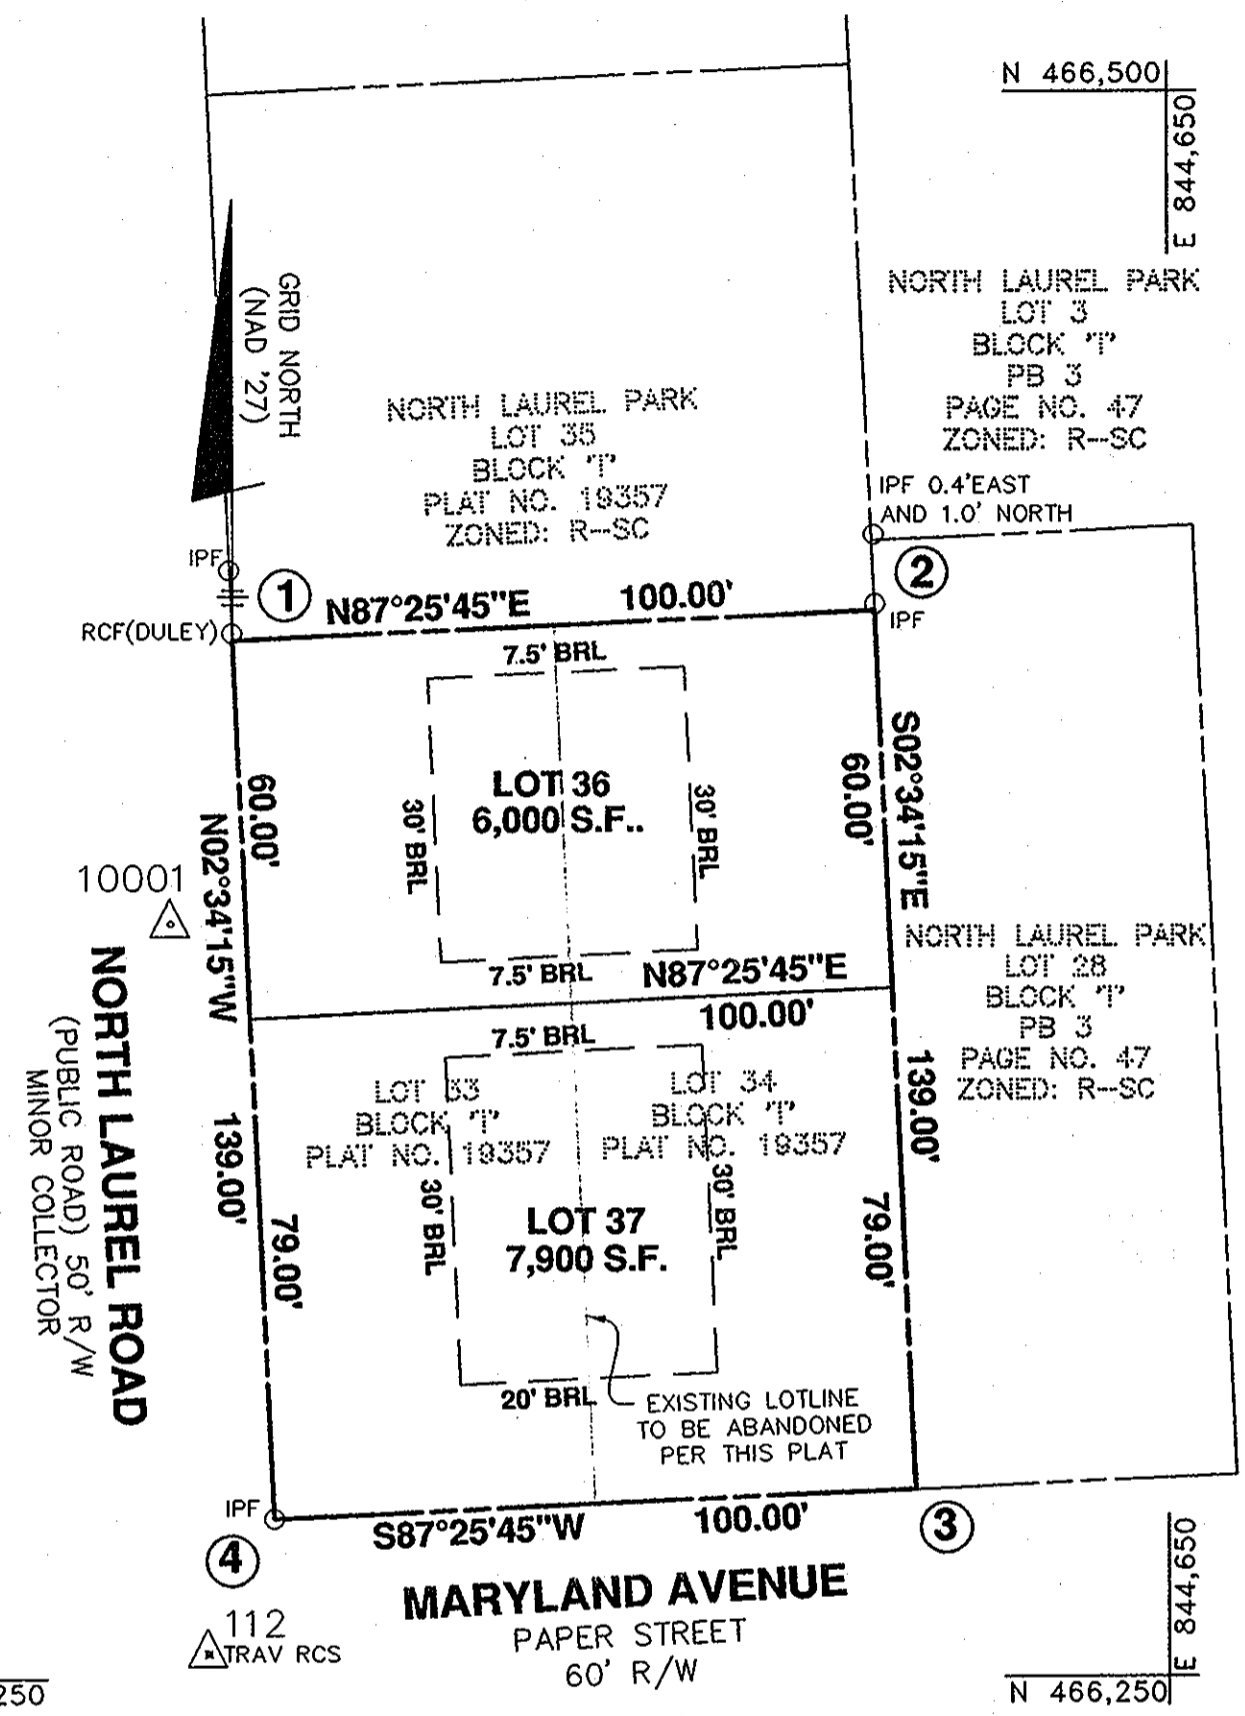 N 466,500
E 844,650
GRID NORTH
(NAD '27)
NORTH LAUREL PARK
LOT 3
BLOCK 'T'
PB 3
PAGE NO. 47
ZONED: R--SC
NORTH LAUREL PARK
LOT 35
BLOCK 'T'
PLAT NO. 19357
ZONED: R--SC
IPF 0.4'EAST
AND 1.0' NORTH
IPF
1
2
N87°25'45"E
100.00'
IPF
RCF(DULEY)
7.5' BRL
S02°34'15"E
60.00'
60.00'
LOT 36
6,000 S.F..
30' BRL
30' BRL
N02°34'15"W
10001
NORTH LAUREL PARK
LOT 28
BLOCK 'T'
PB 3
PAGE NO. 47
ZONED: R--SC
7.5' BRL
N87°25'45"E
100.00'
NORTH LAUREL ROAD
(PUBLIC ROAD) 50' R/W
MINOR COLLECTOR
7.5' BRL
LOT 33
BLOCK 'T'
PLAT NO. 19357
LOT 34
BLOCK 'T'
PLAT NO. 19357
139.00'
139.00'
79.00'
79.00'
30' BRL
30' BRL
LOT 37
7,900 S.F.
20' BRL
EXISTING LOTLINE
TO BE ABANDONED
PER THIS PLAT
IPF
S87°25'45"W
100.00'
3
4
MARYLAND AVENUE
PAPER STREET
60' R/W
112
TRAV RCS
E 844,650
N 466,250
250